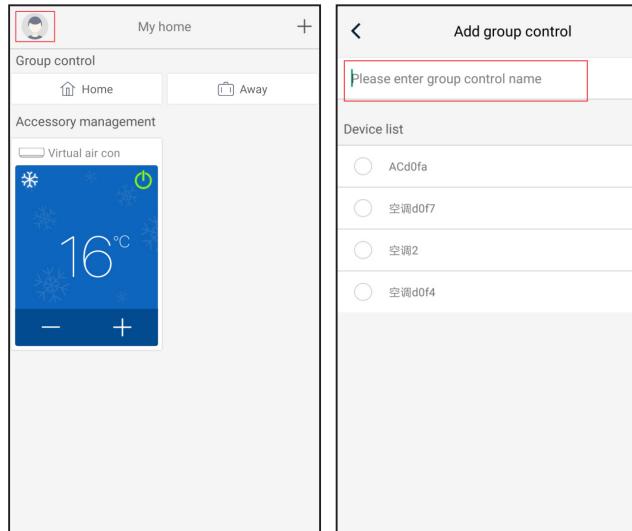 My home
Group control
Home
Away
Accessory management
Virtual air con
16°C
Add group control
Please enter group control name
Device list
ACd0fa
空调d0f7
空调2
空调d0f4